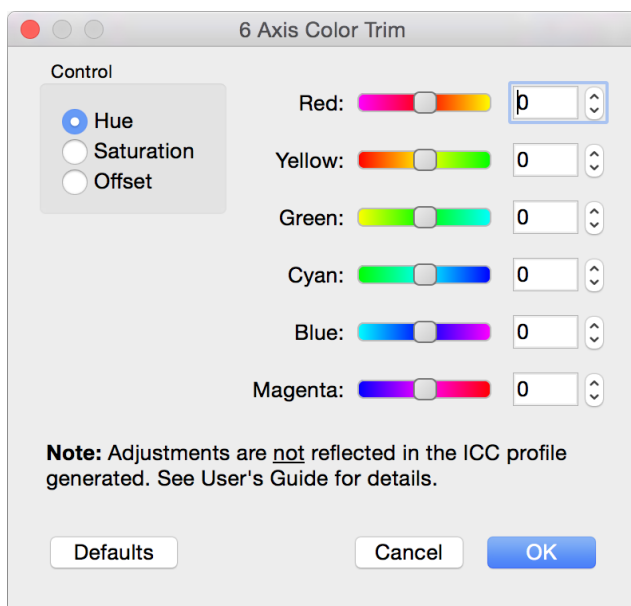 6 Axis Color Trim
Control
Hue
Saturation
Offset
Red: 0
Yellow: 0
Green: 0
Cyan: 0
Blue: 0
Magenta: 0
Note: Adjustments are not reflected in the ICC profile
generated. See User's Guide for details.
Defaults Cancel OK